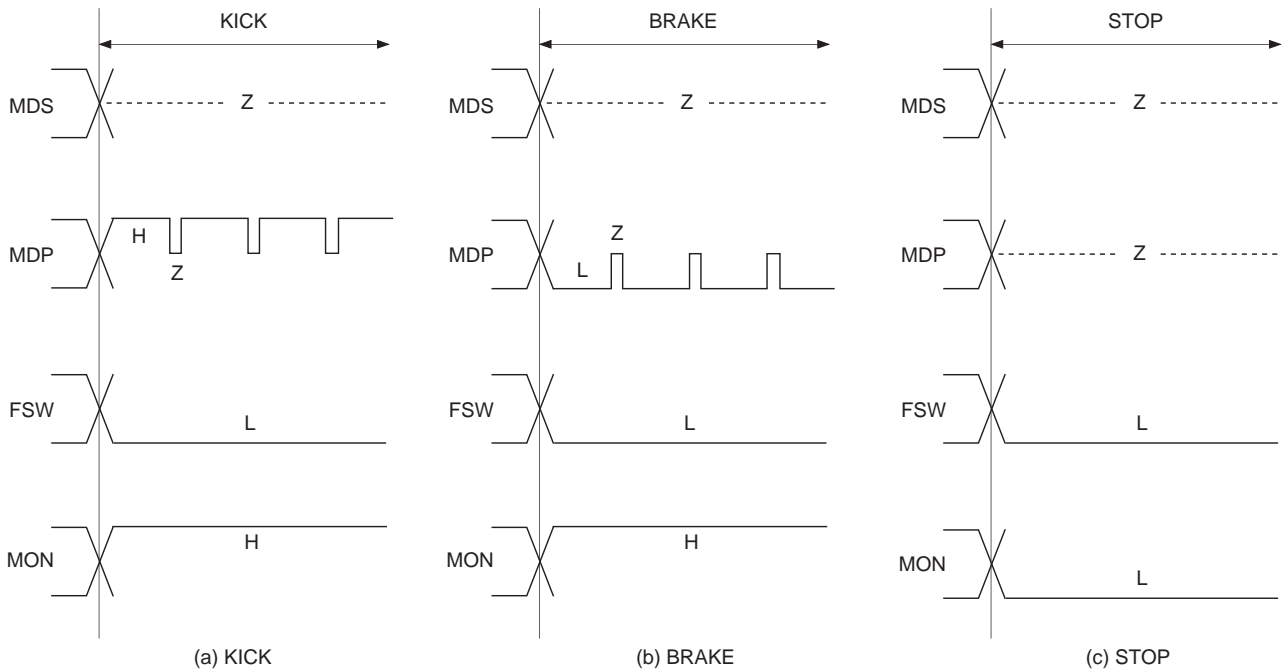 KICK
MDS
Z
MDP
H
Z
FSW
L
MON
H
(a) KICK
BRAKE
MDS
Z
MDP
Z
L
FSW
L
MON
H
(b) BRAKE
STOP
MDS
Z
MDP
Z
FSW
L
MON
L
(c) STOP